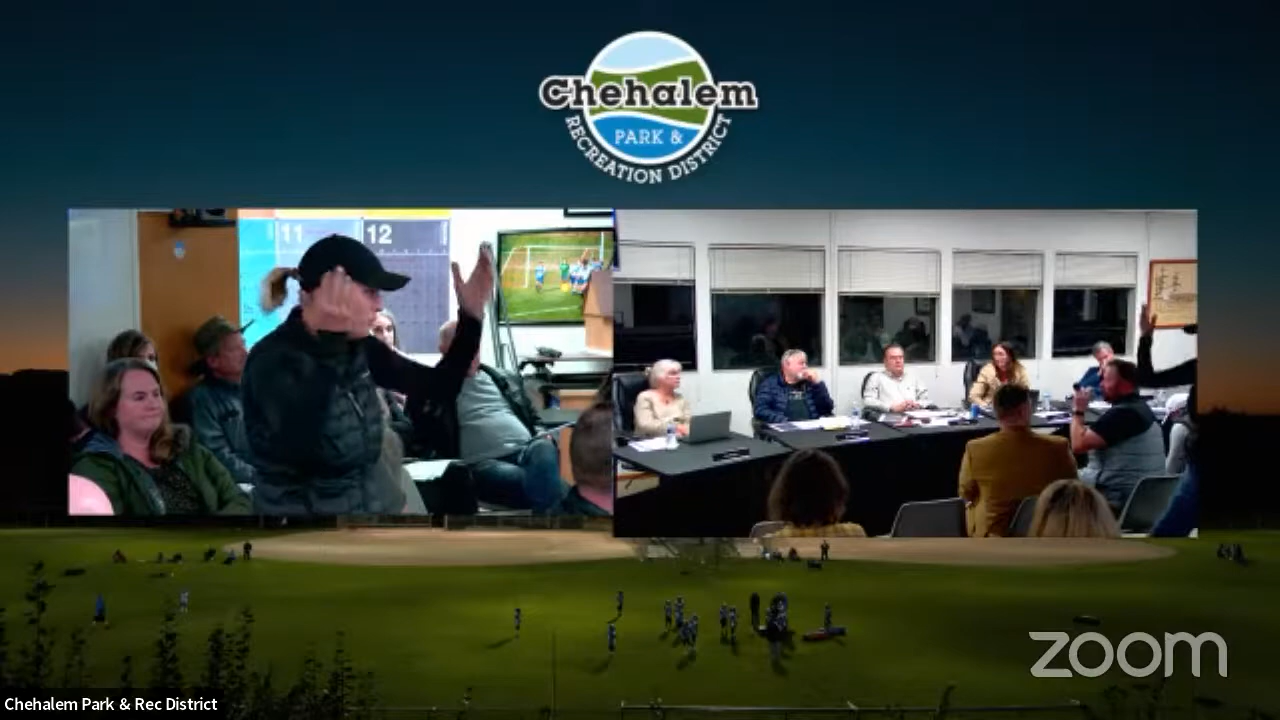 Chehalem
PARK &
RECREATION DISTRICT
11
12
zoom
Chehalem Park & Rec District